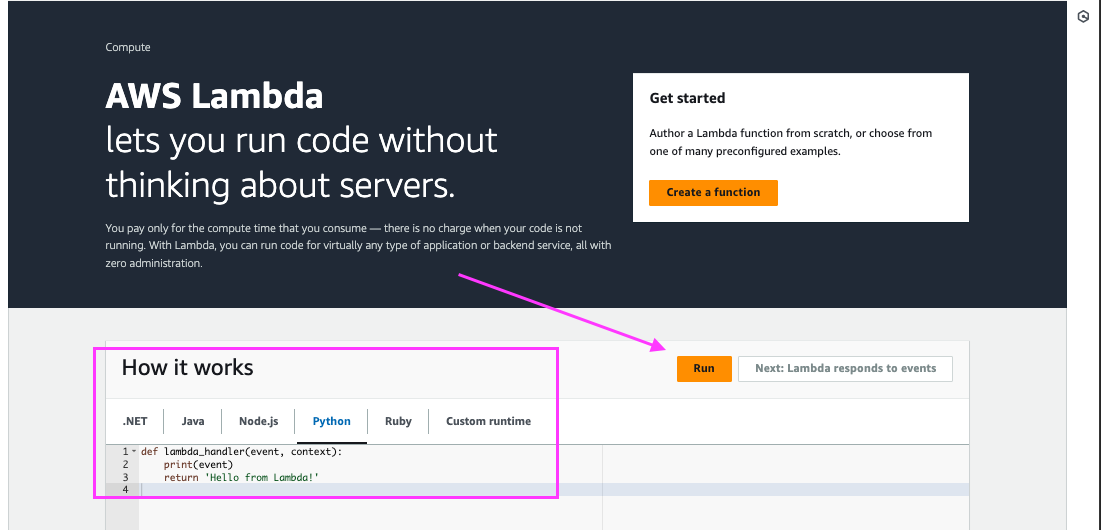 Compute
AWS Lambda
lets you run code without
thinking about servers.
You pay only for the compute time that you consume — there is no charge when your code is not
running. With Lambda, you can run code for virtually any type of application or backend service, all with
zero administration.
Get started
Author a Lambda function from scratch, or choose from
one of many preconfigured examples.
Create a function
How it works
Run
Next: Lambda responds to events
.NET
Java
Node.js
Python
Ruby
Custom runtime
1 def lambda_handler(event, context):
2     print(event)
3     return 'Hello from Lambda!'
4